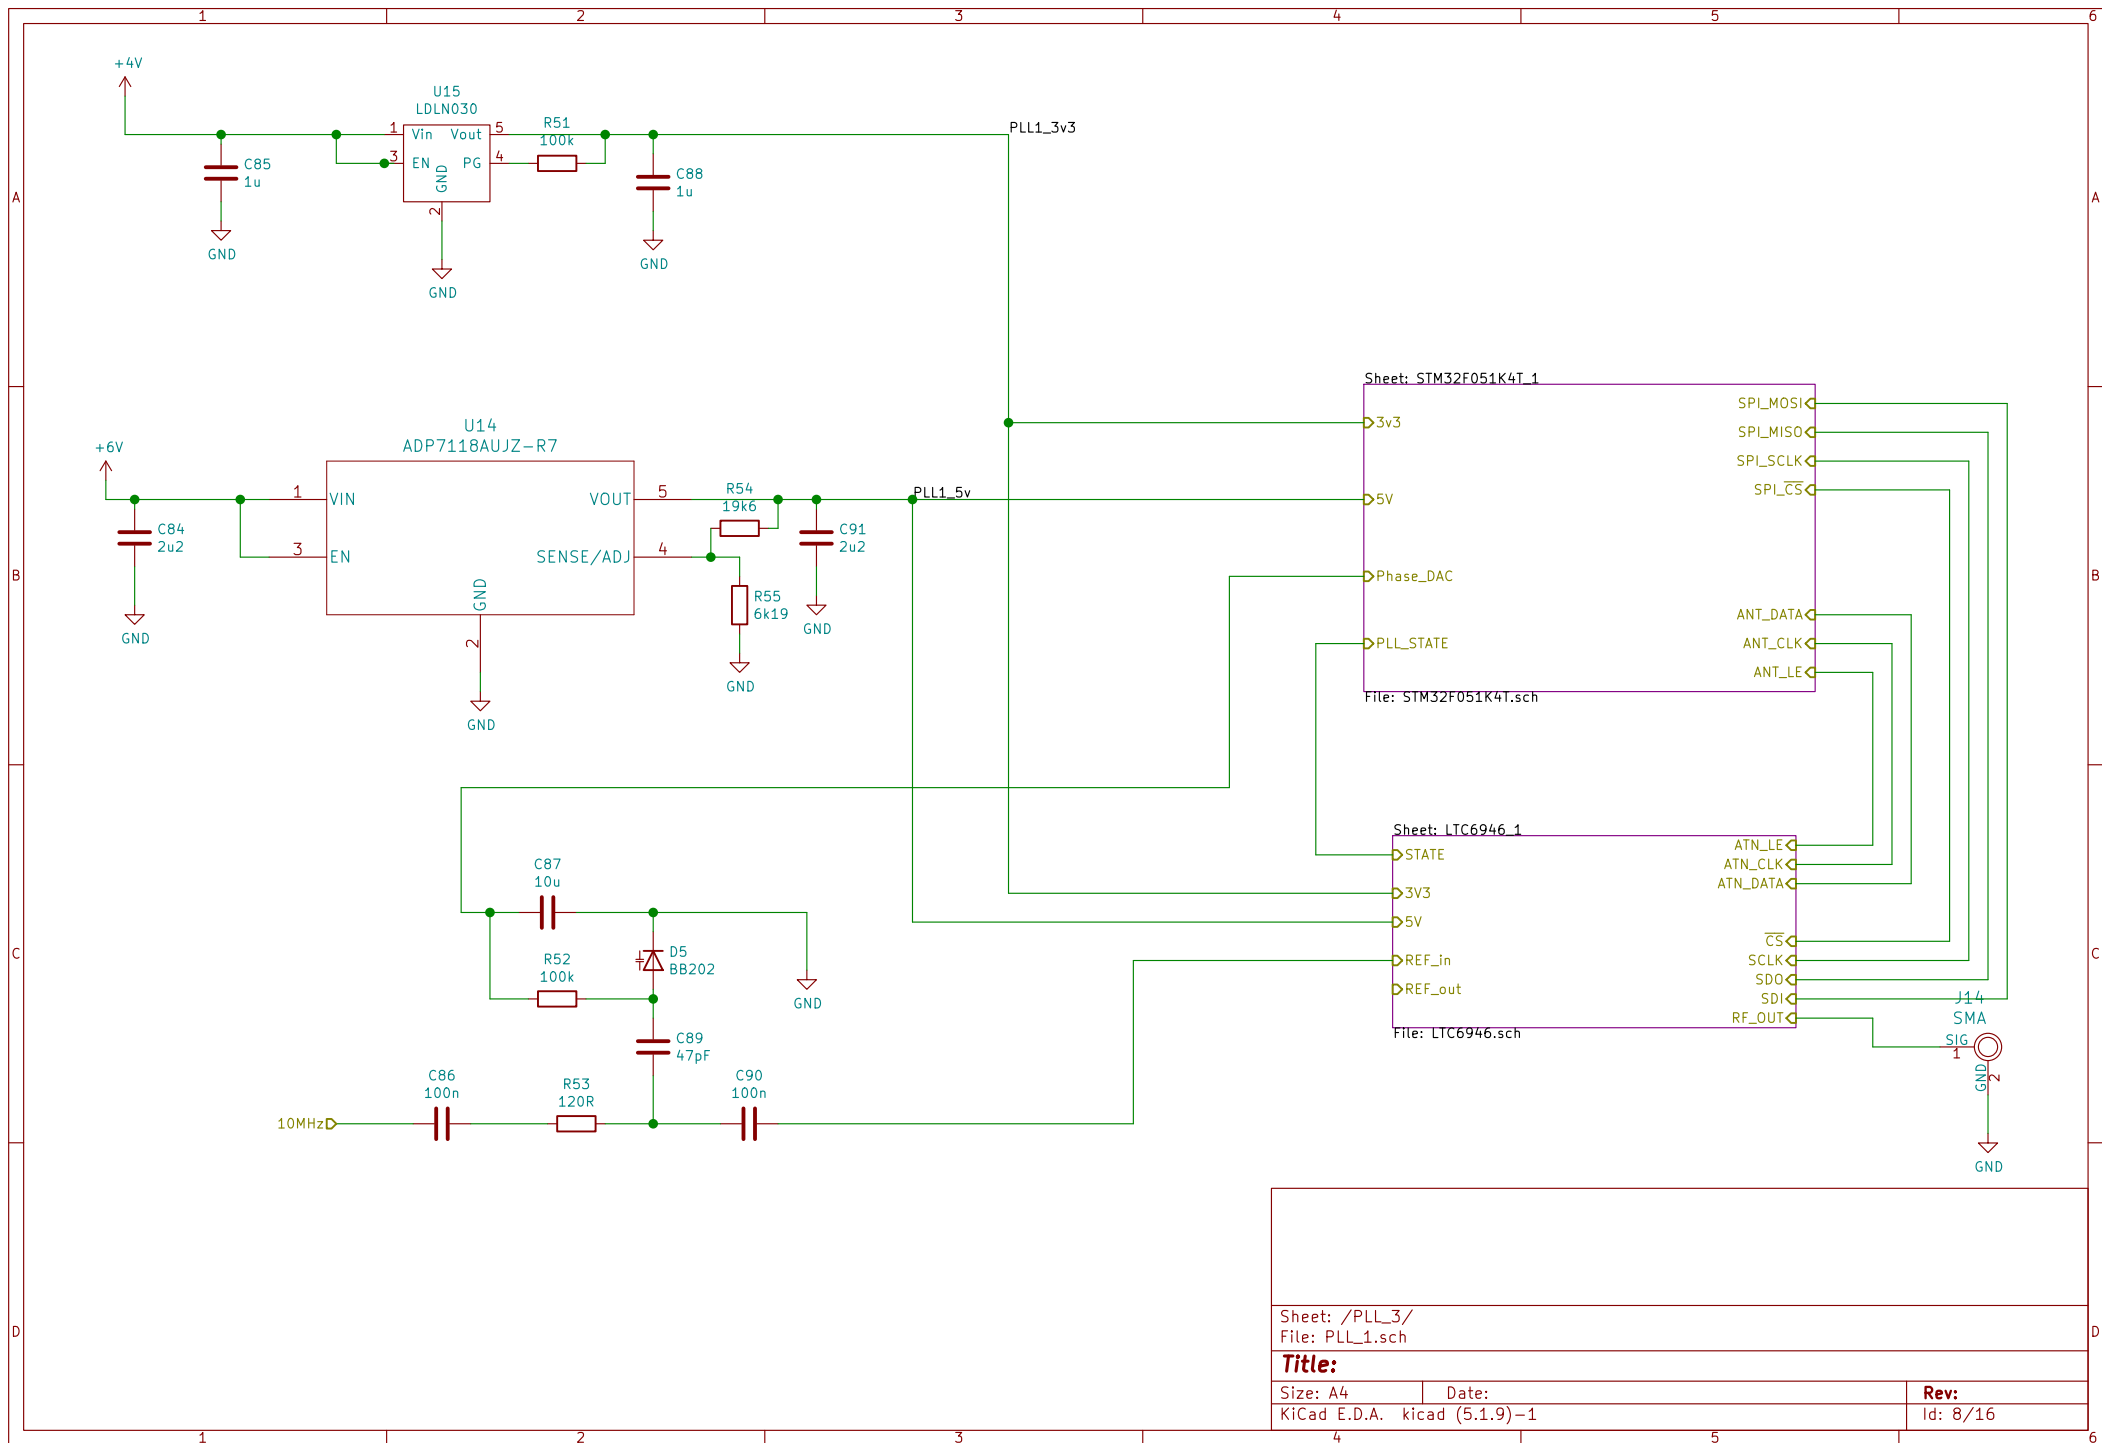 1 2 3 4 5 6
+4V
U15
LDLN030
1 Vin Vout 5
3 EN PG 4
GND
2
R51
100k
PLL1_3v3
C85
1u
C88
1u
GND
GND
GND
A A
Sheet: STM32F051K4T_1
SPI_MOSI
3v3
SPI_MISO
SPI_SCLK
SPI_CS
5V
Phase_DAC
ANT_DATA
PLL_STATE
ANT_CLK
ANT_LE
File: STM32F051K4T.sch
+6V
U14
ADP7118AUJZ-R7
1 VIN VOUT 5
3 EN SENSE/ADJ 4
GND
2
R54
19k6
PLL1_5v
C84
2u2
C91
2u2
R55
6k19
GND
GND
GND
GND
B B
Sheet: LTC6946_1
ATN_LE
STATE
ATN_CLK
ATN_DATA
3V3
5V
CS
REF_in
SCLK
SDO
REF_out
SDI
RF_OUT
File: LTC6946.sch
J14
SMA
SIG
1
GND
2
GND
C87
10u
D5
BB202
R52
100k
GND
C89
47pF
C86
100n
R53
120R
C90
100n
10MHz
C C
Sheet: /PLL_3/
File: PLL_1.sch
Title:
Size: A4 Date: Rev:
KiCad E.D.A. kicad (5.1.9)-1 Id: 8/16
D D
1 2 3 4 5 6